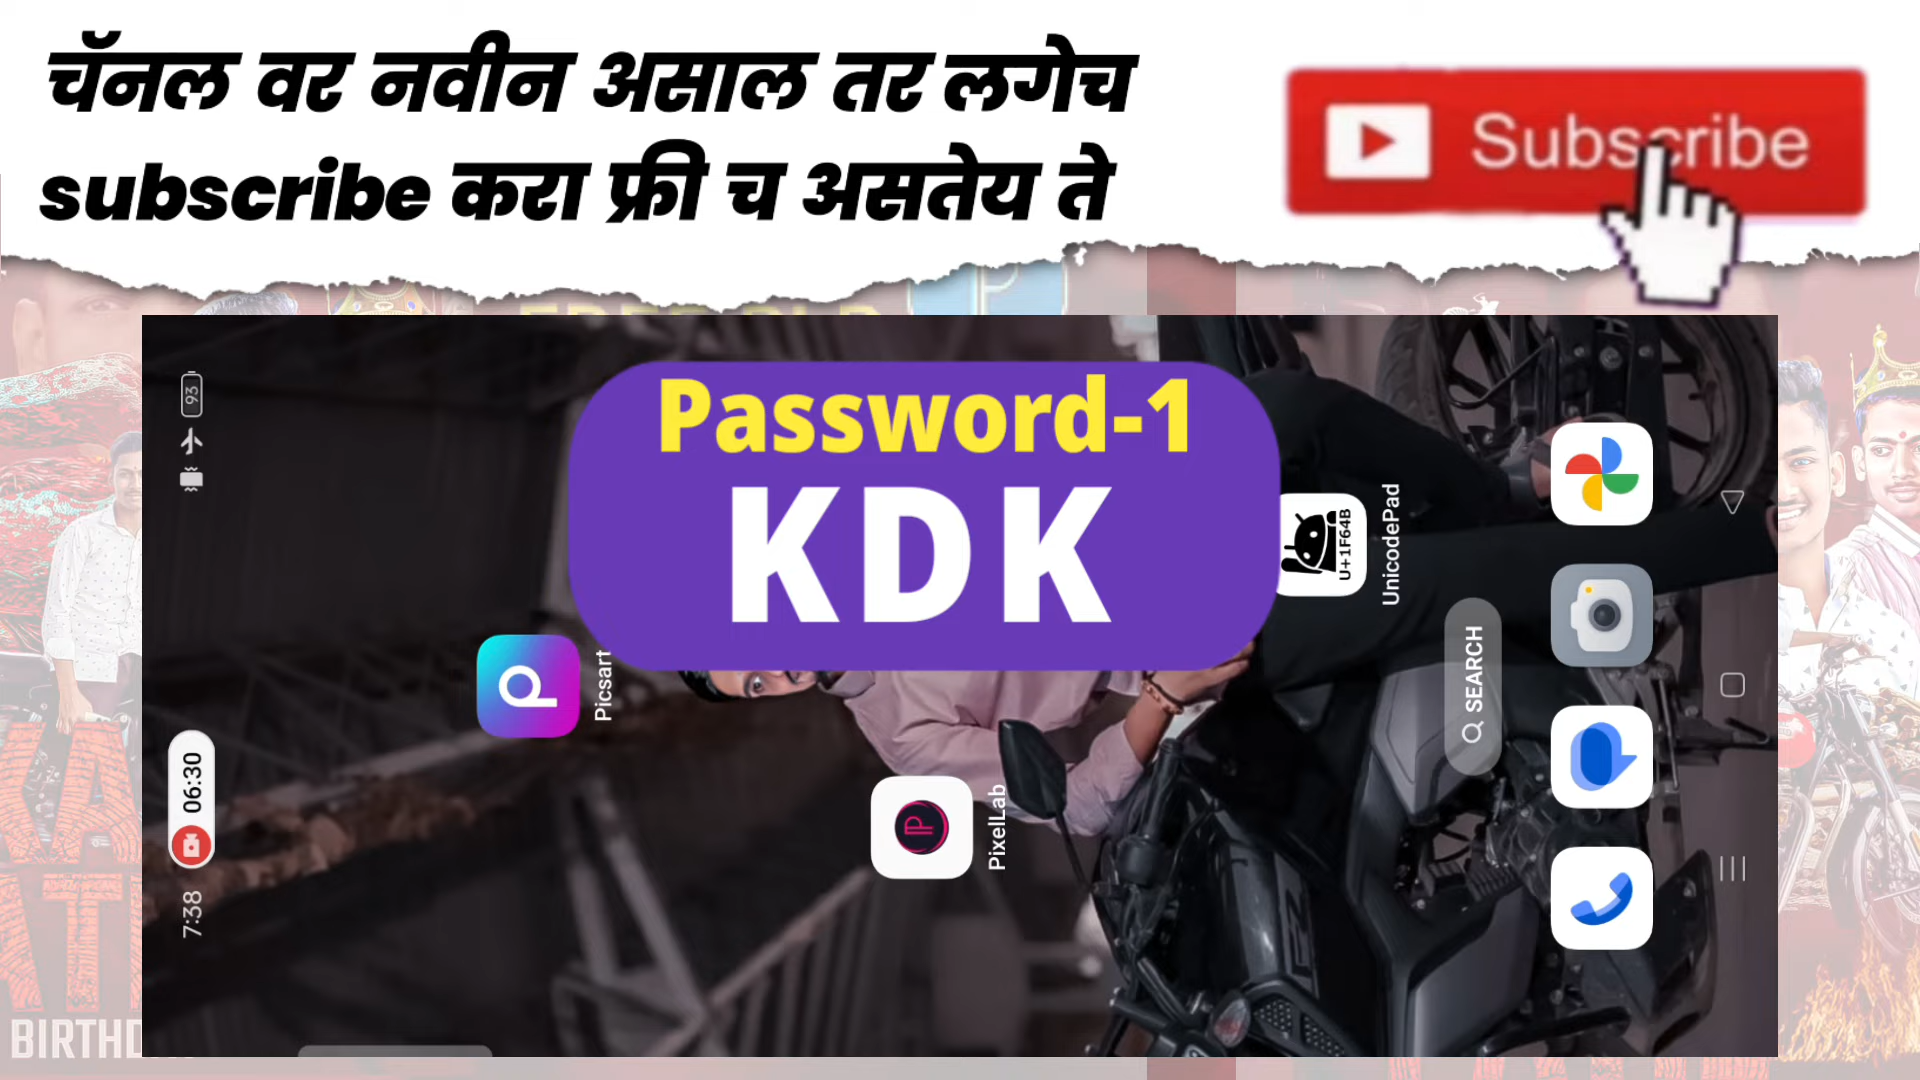 चॅनल वर नवीन असाल तर लगेच
subscribe करा फ्री च असतेय ते
Subscribe
Password-1
KDK
93
U+1F64B
UnicodePad
Picsart
SEARCH
06:30
PixelLab
7:38
BIRTHD